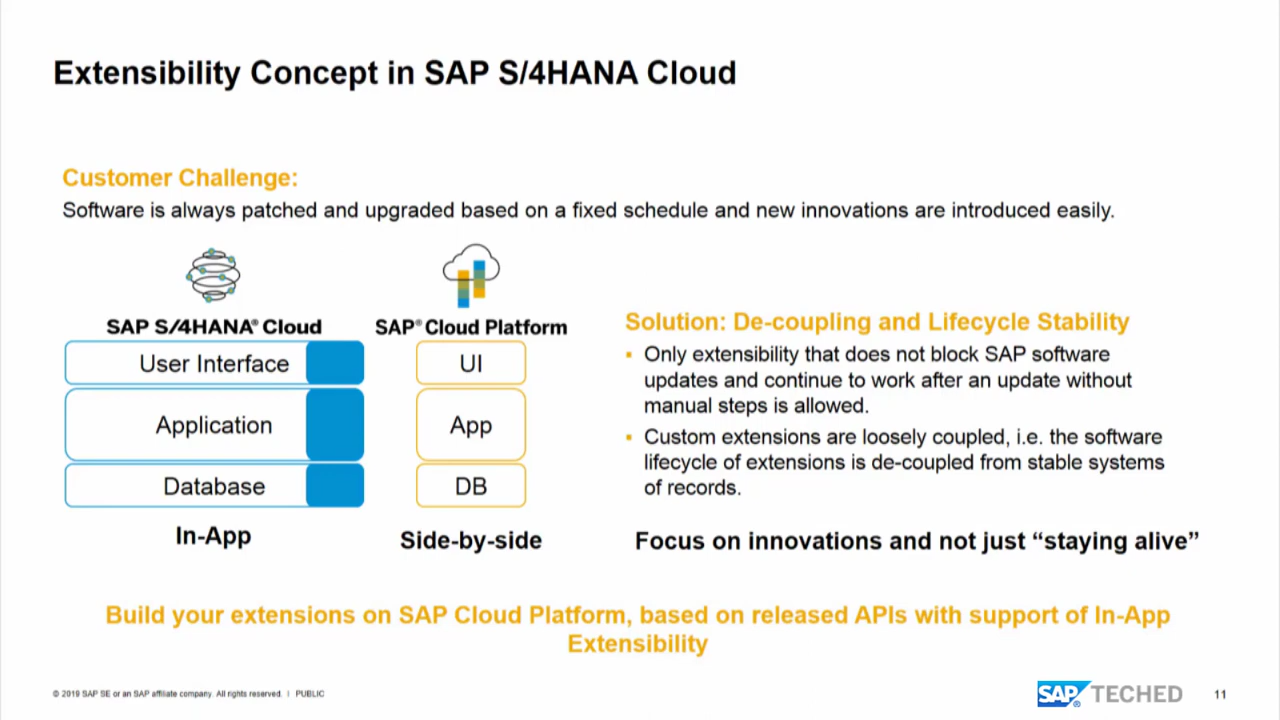 Extensibility Concept in SAP S/4HANA Cloud
Customer Challenge:
Software is always patched and upgraded based on a fixed schedule and new innovations are introduced easily.
SAP S/4HANA® Cloud
User Interface
Application
Database
In-App
SAP® Cloud Platform
UI
App
DB
Side-by-side
Solution: De-coupling and Lifecycle Stability
▪ Only extensibility that does not block SAP software
updates and continue to work after an update without
manual steps is allowed.
▪ Custom extensions are loosely coupled, i.e. the software
lifecycle of extensions is de-coupled from stable systems
of records.
Focus on innovations and not just “staying alive”
Build your extensions on SAP Cloud Platform, based on released APIs with support of In-App
Extensibility
© 2019 SAP SE or an SAP affiliate company. All rights reserved. | PUBLIC
SAP® TECHED
11